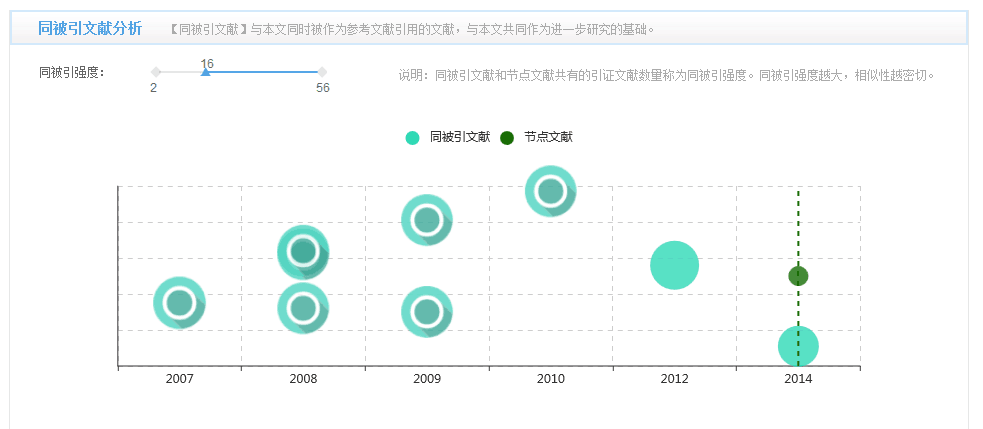 同被引文献分析 【同被引文献】与本文同时被作为参考文献引用的文献，与本文共同作为进一步研究的基础。
同被引强度： 16 说明：同被引文献和节点文献共有的引证文献数量称为同被引强度。同被引强度越大，相似性越密切。
2 56
同被引文献 节点文献
2007 2008 2009 2010 2012 2014